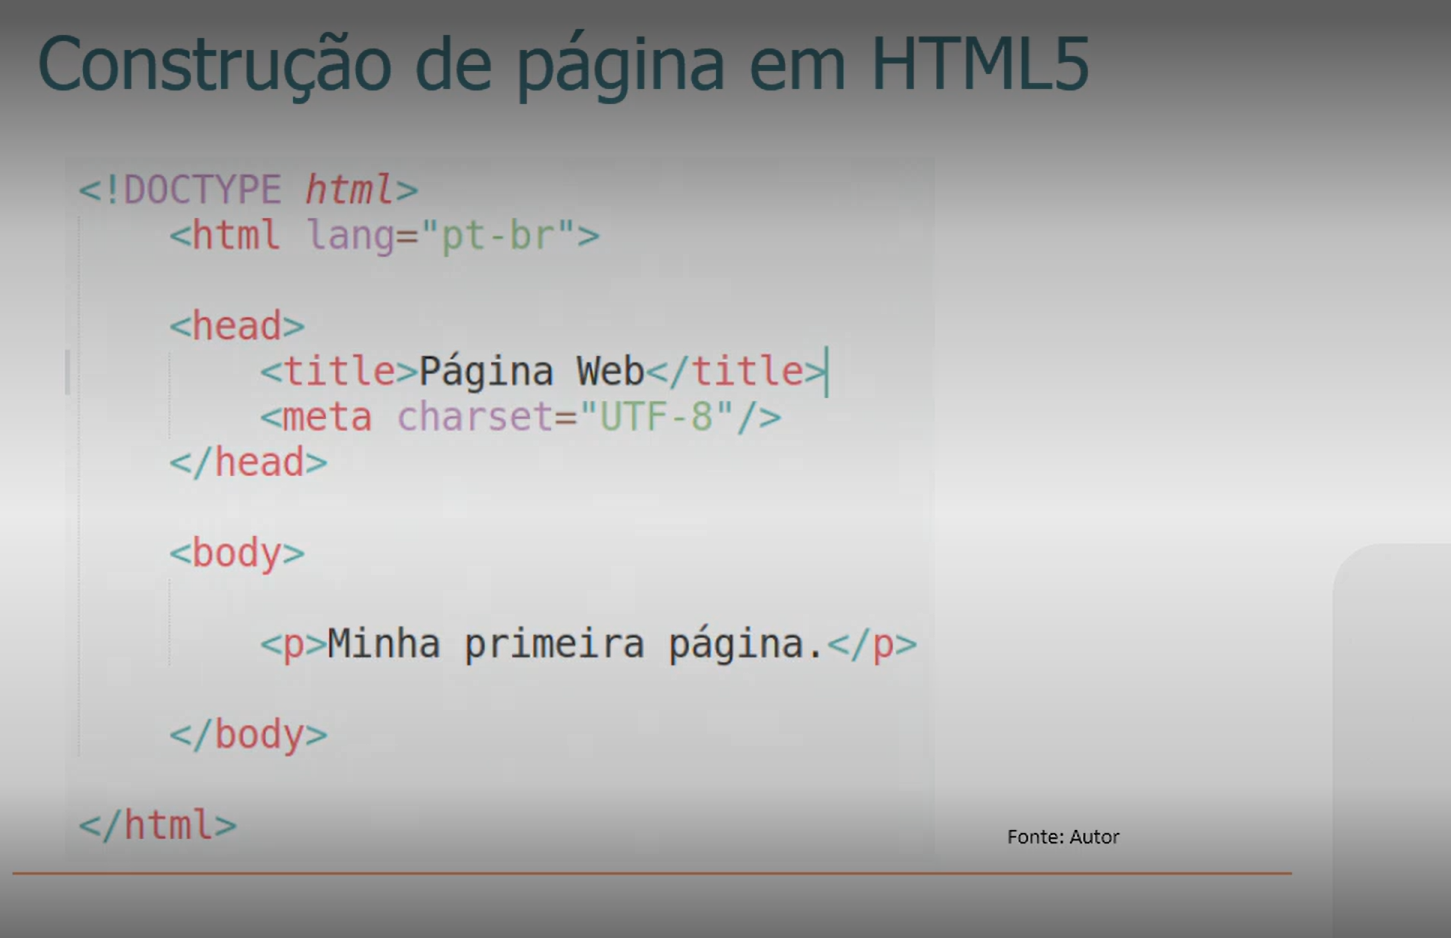 Construção de página em HTML5
<!DOCTYPE html>
<html lang="pt-br">
<head>
<title>Página Web</title>
<meta charset="UTF-8"/>
</head>
<body>
<p>Minha primeira página.</p>
</body>
</html>
Fonte: Autor